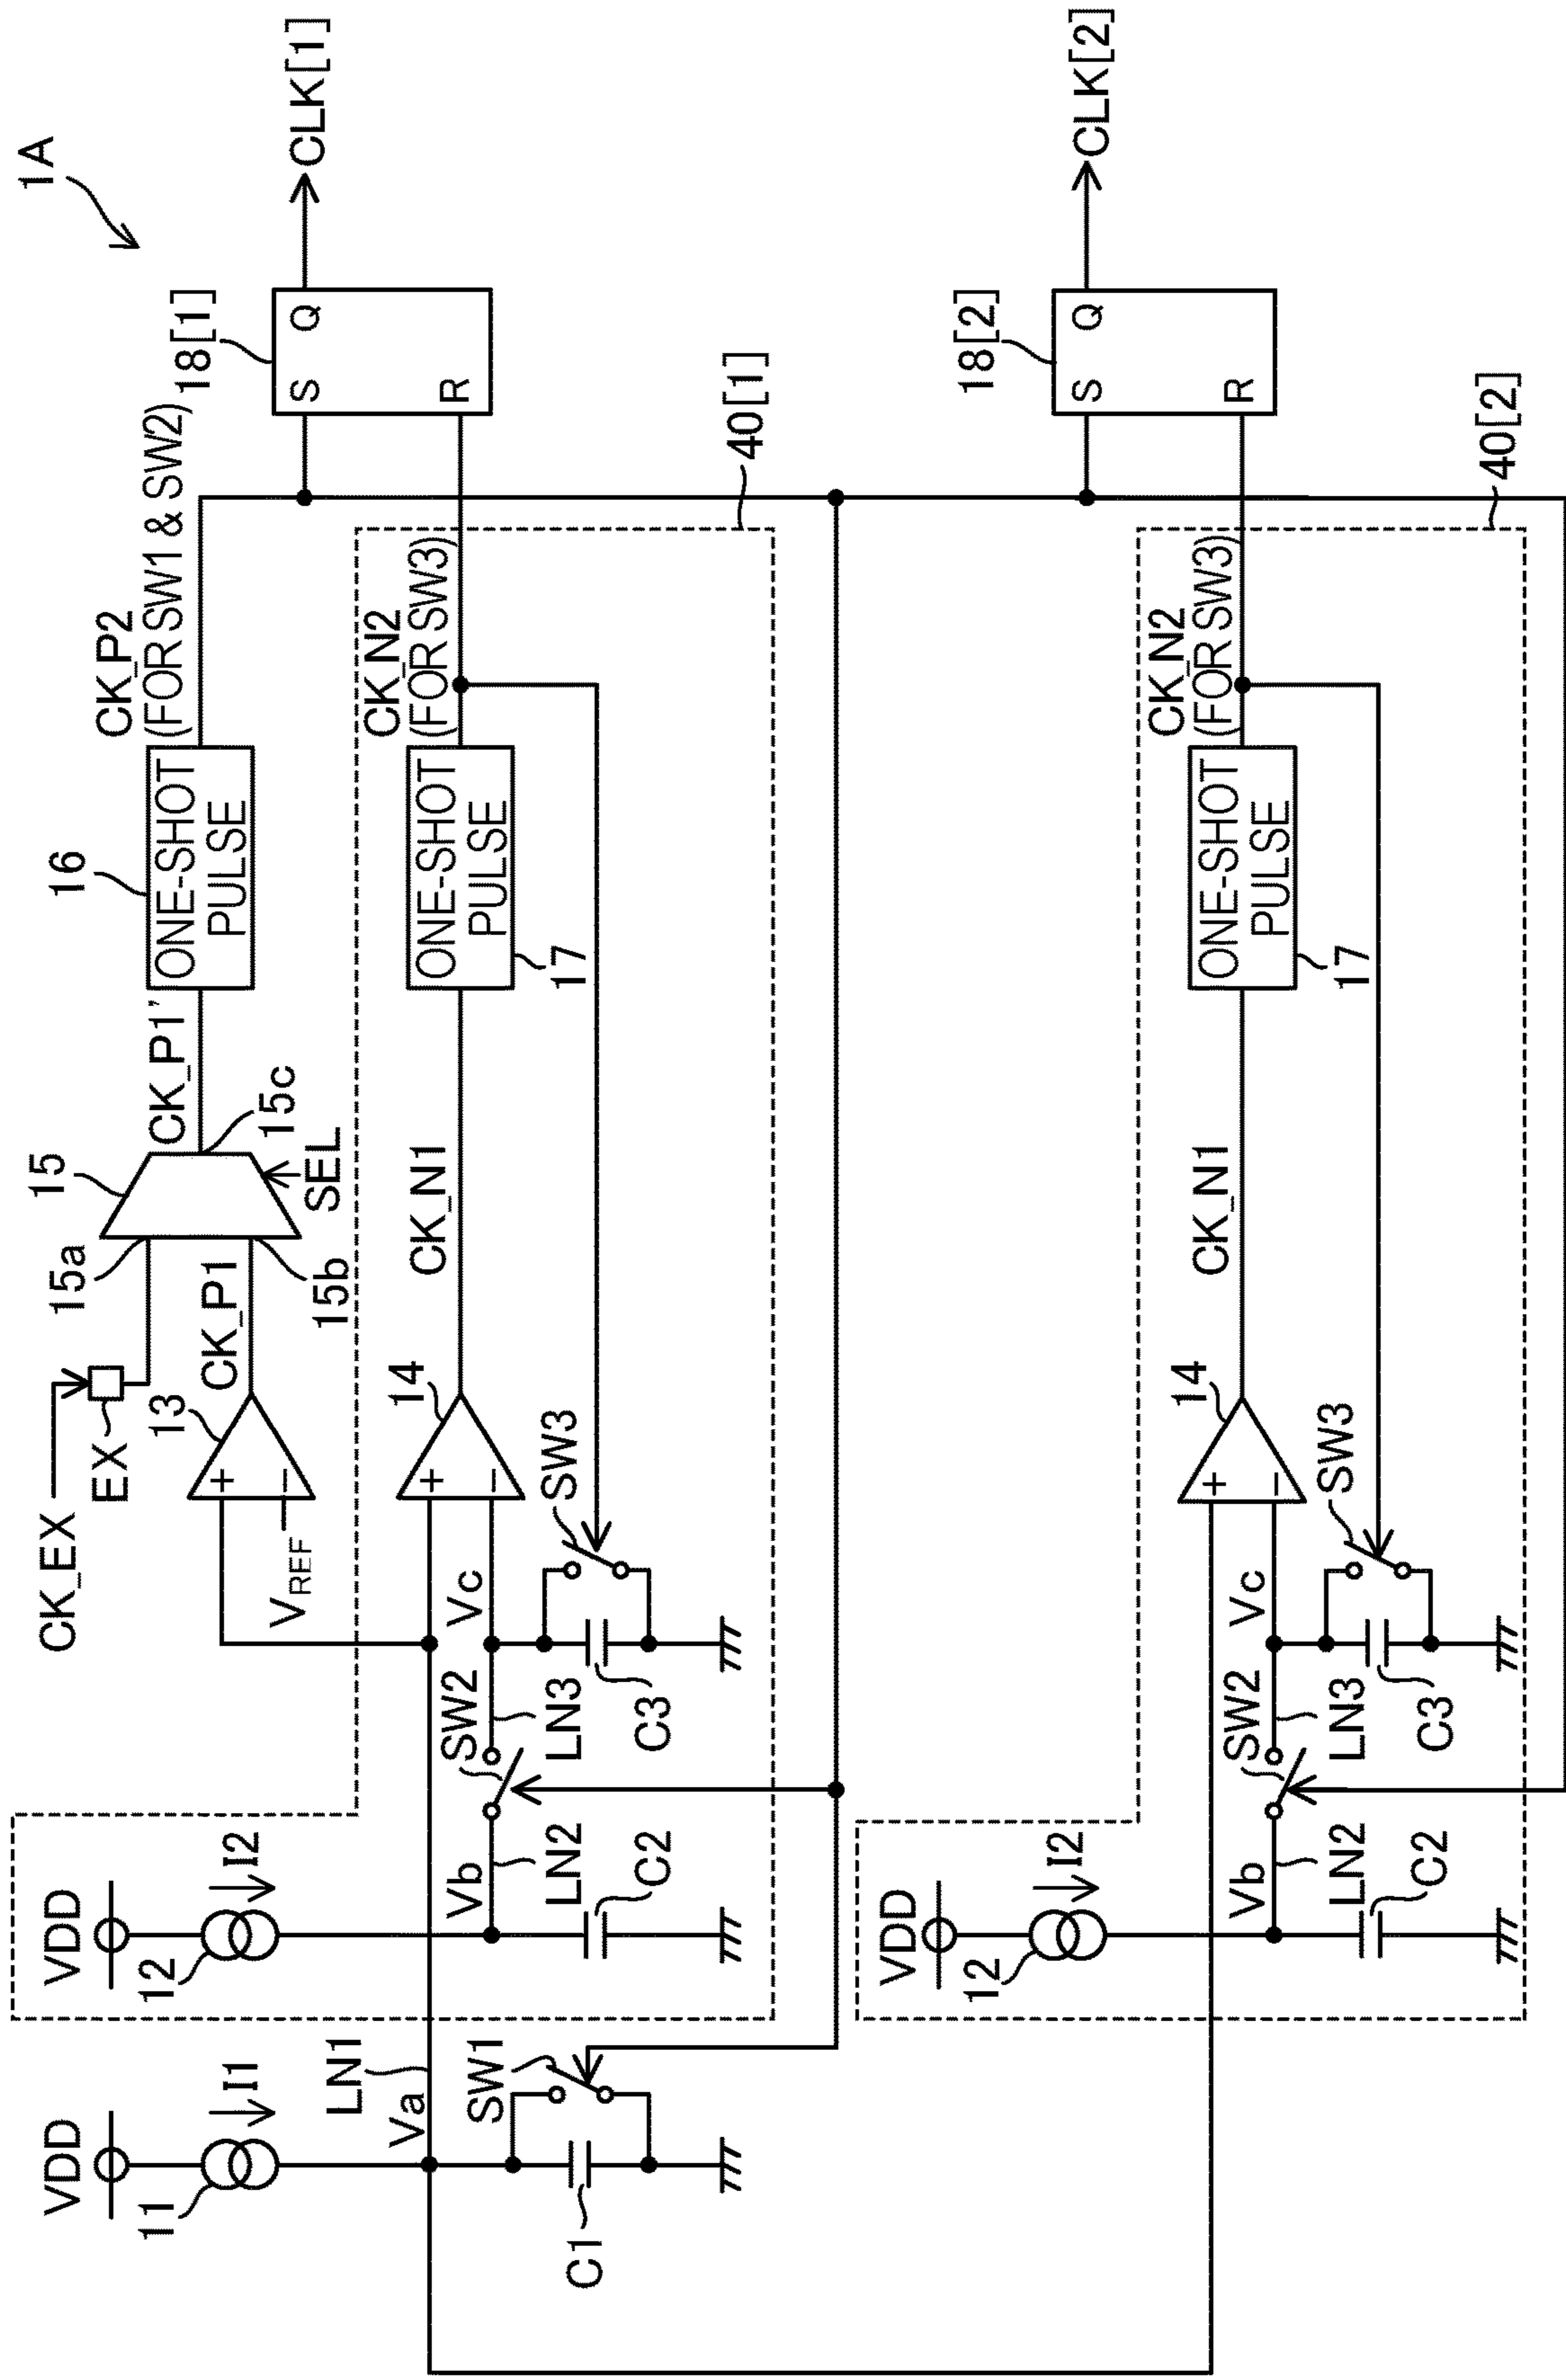 1A
CK_EX
EX
15a
15
CK_P1'
16
ONE-SHOT
PULSE
CK_P2
(FOR SW1 & SW2)
18[1]
S
Q
R
CLK[1]
13
+
−
VREF
CK_P1
15b
15c
SEL
VDD
11
I1
LN1
Va
SW1
C1
VDD
12
I2
Vb
LN2
C2
SW2
LN3
Vc
C3
SW3
14
+
−
CK_N1
ONE-SHOT
PULSE
17
CK_N2
(FOR SW3)
40[1]
VDD
12
I2
Vb
LN2
C2
SW2
LN3
Vc
C3
SW3
14
+
−
CK_N1
ONE-SHOT
PULSE
17
CK_N2
(FOR SW3)
40[2]
18[2]
S
Q
R
CLK[2]